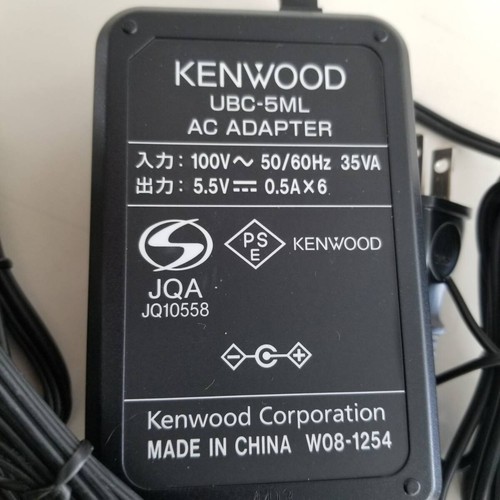 KENWOOD
UBC-5ML
AC ADAPTER
入力: 100V～ 50/60Hz 35VA
出力: 5.5V⎓ 0.5A×6
PS
E
KENWOOD
JQA
JQ10558
Kenwood Corporation
MADE IN CHINA W08-1254